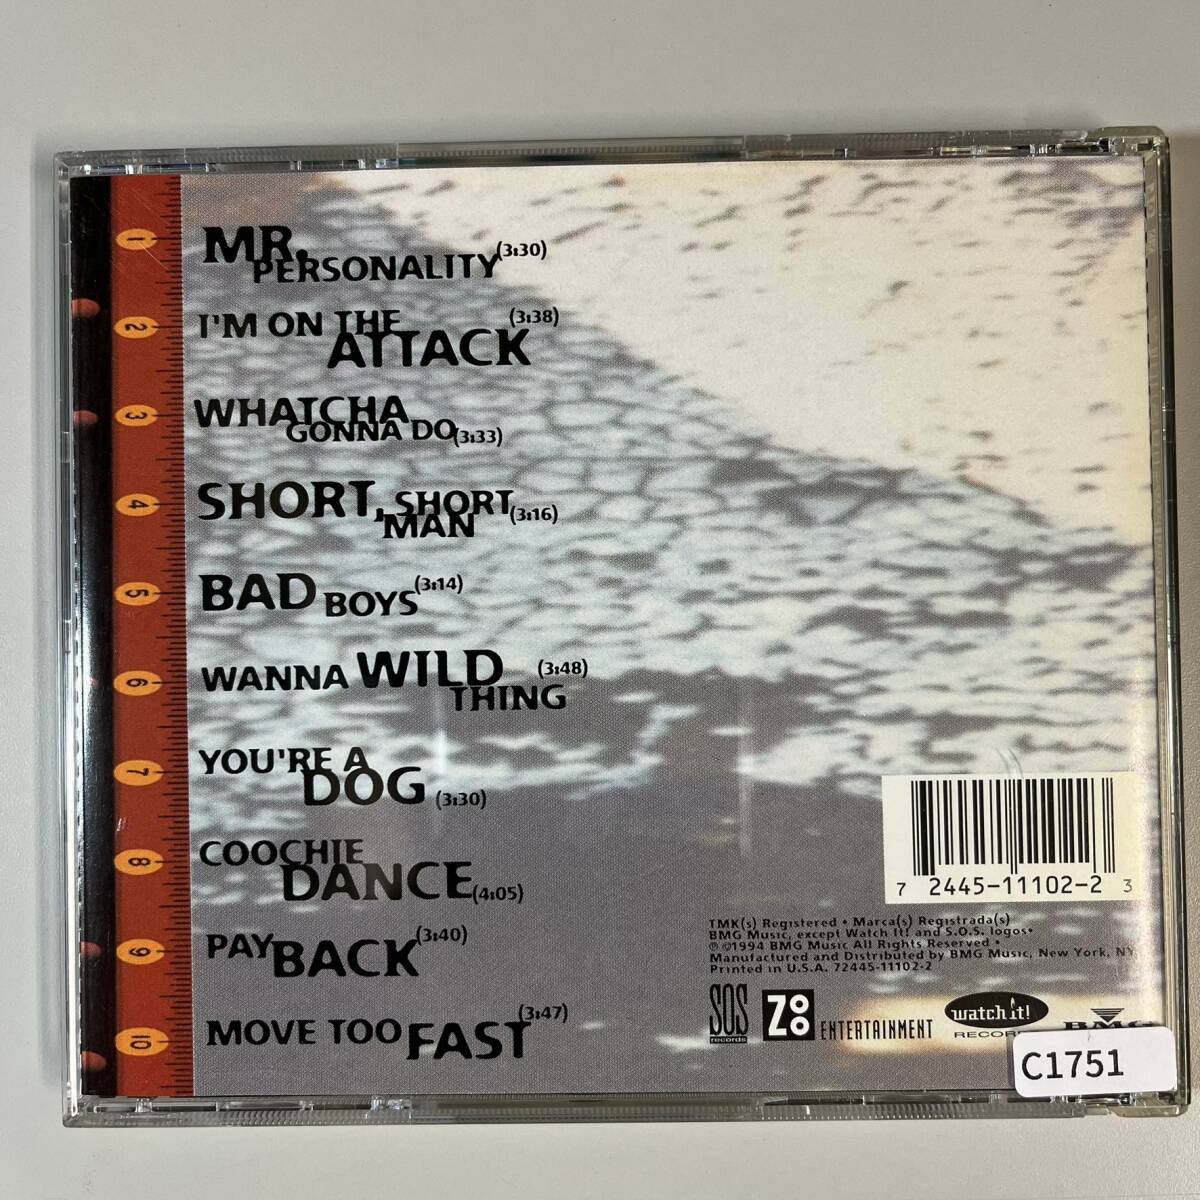 1
MR.
PERSONALITY (3:30)
2
I'M ON THE
ATTACK (3:38)
3
WHATCHA
GONNA DO (3:33)
4
SHORT, SHORT
MAN (3:16)
5
BAD BOYS (3:14)
6
WANNA WILD
THING (3:48)
7
YOU'RE A
DOG (3:30)
8
COOCHIE
DANCE (4:05)
9
PAY BACK (3:40)
10
MOVE TOO FAST (3:47)
7 2445-11102-2 3
TMK(s) Registered • Marca(s) Registrada(s)
BMG Music, except Watch It! and S.O.S. logos•
℗ ©1994 BMG Music All Rights Reserved •
Manufactured and Distributed by BMG Music, New York, NY
Printed in U.S.A. 72445-11102-2
SOS
records
ZOO
ENTERTAINMENT
watch it!
RECOR
BMG
C1751